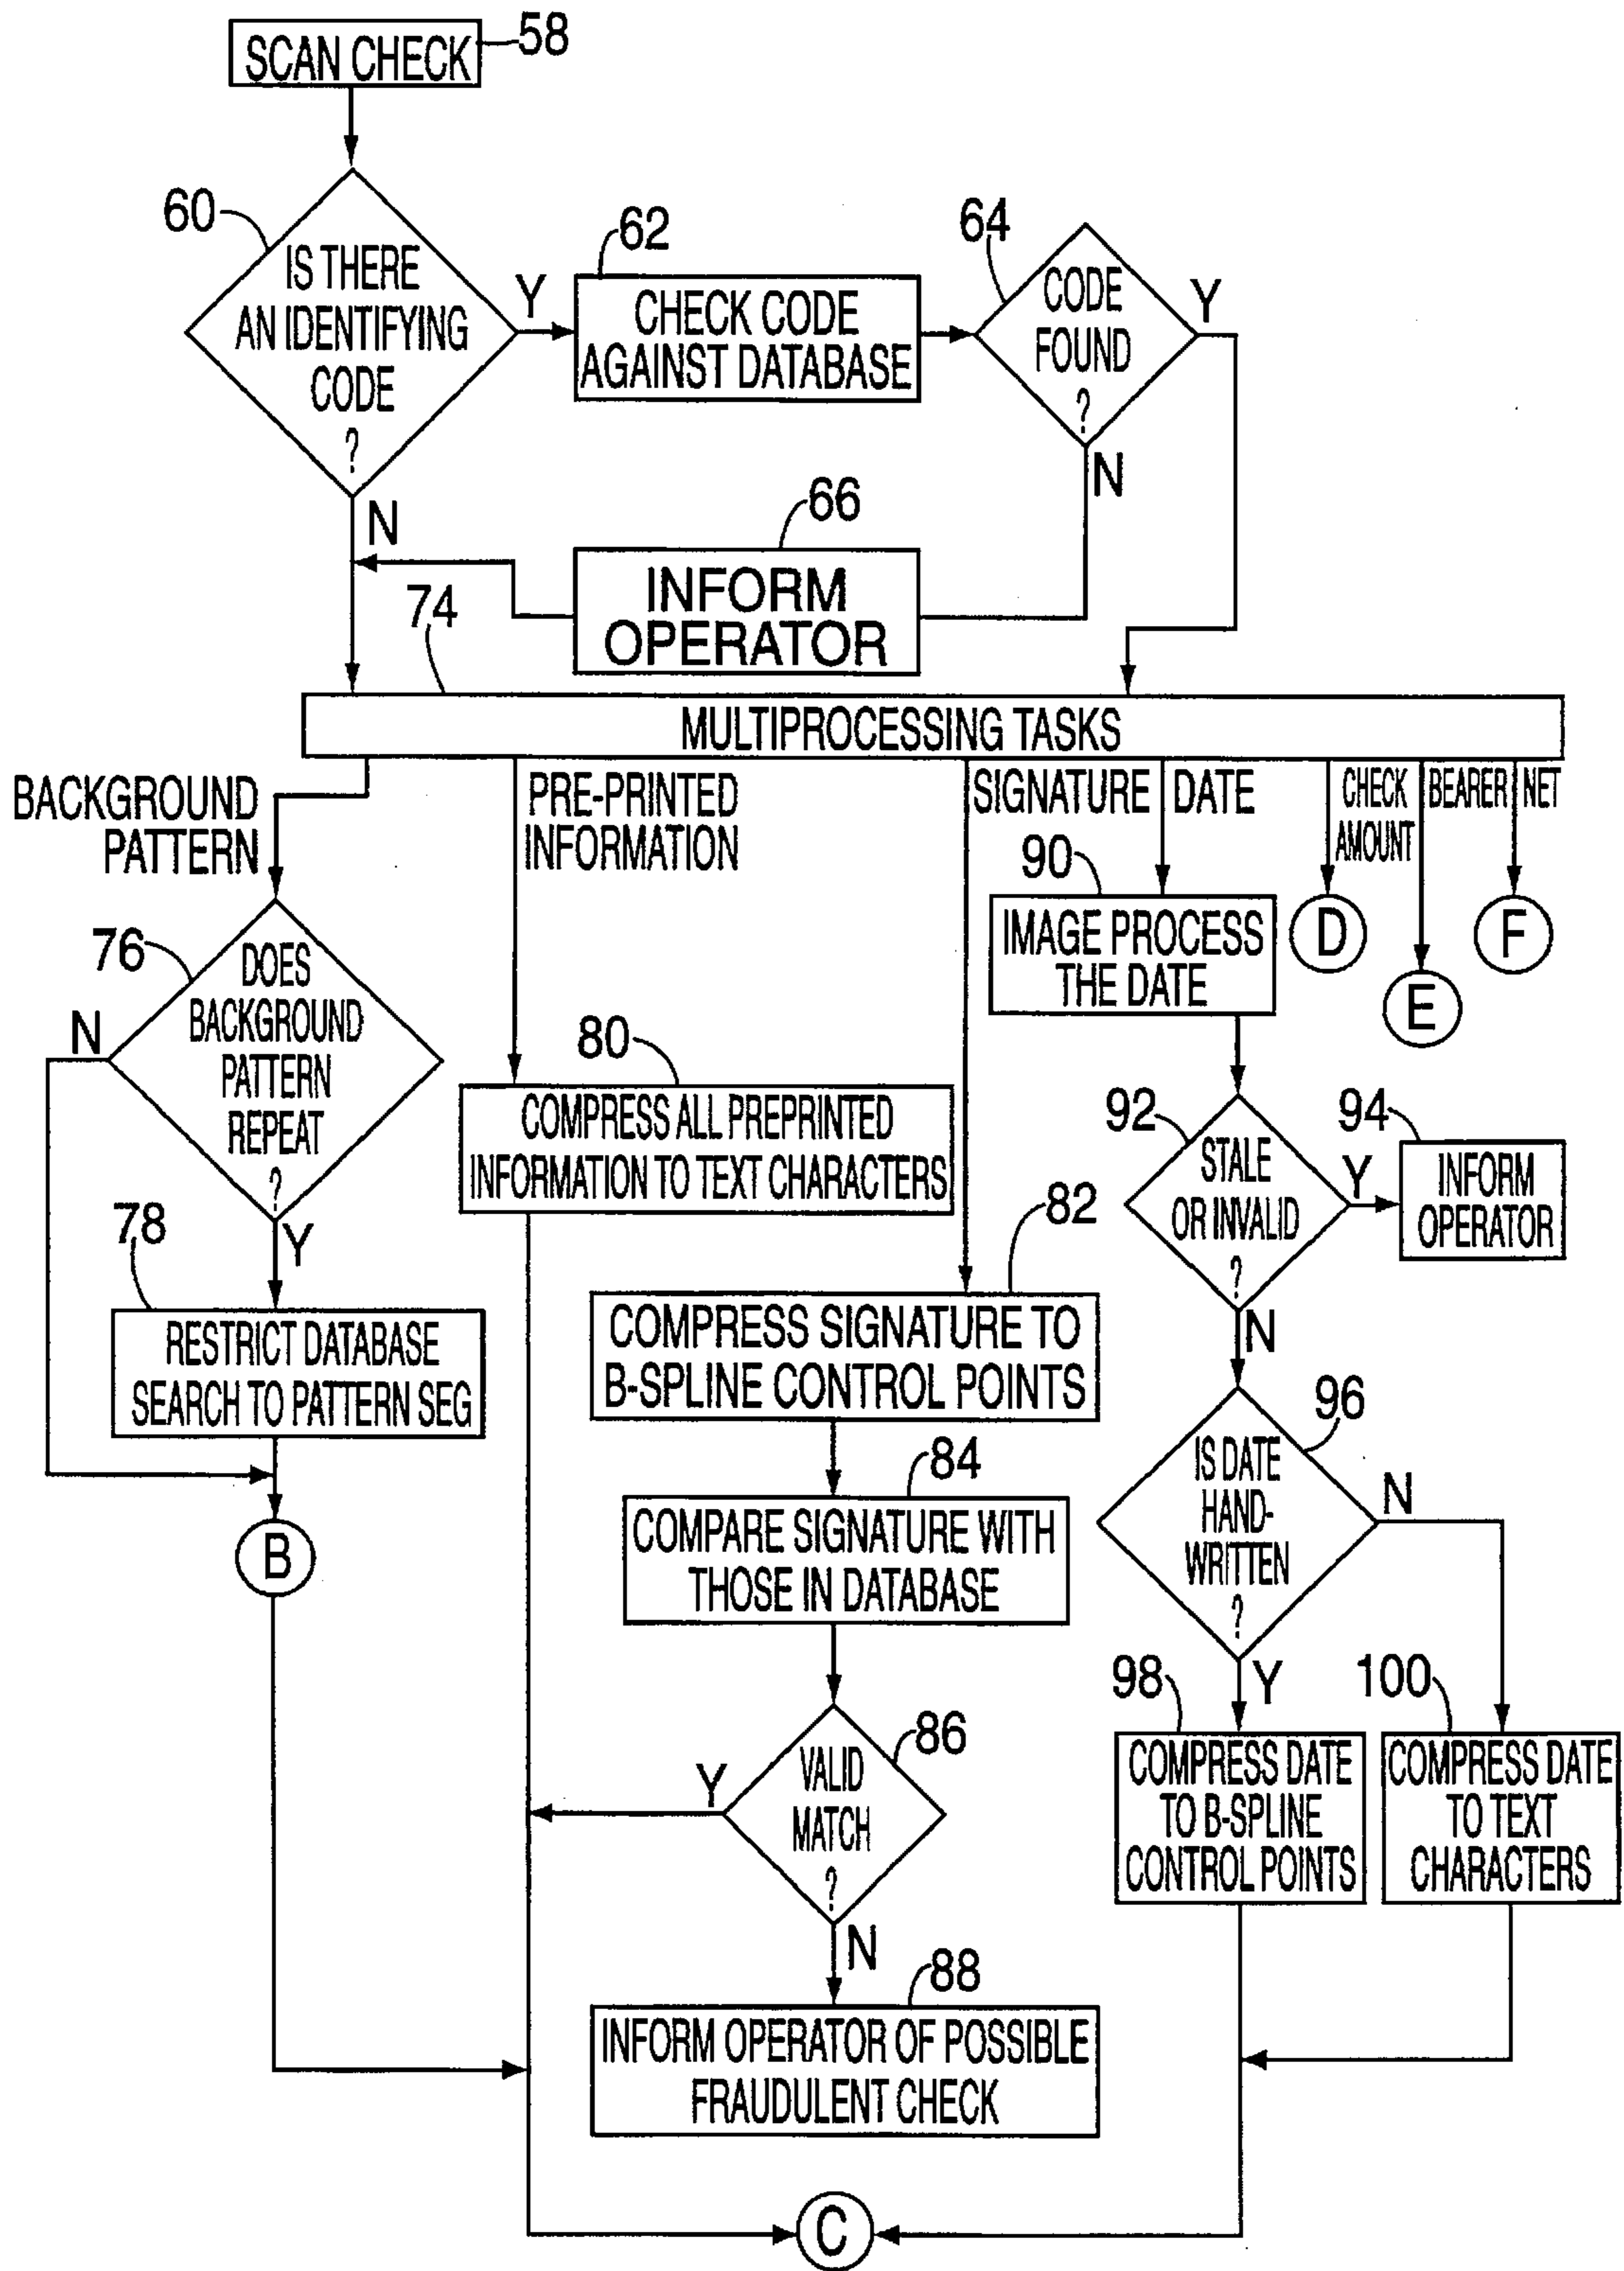 SCAN CHECK
58
60
IS THERE
AN IDENTIFYING
CODE
?
Y
N
62
CHECK CODE
AGAINST DATABASE
64
CODE
FOUND
?
Y
N
66
INFORM
OPERATOR
74
MULTIPROCESSING TASKS
BACKGROUND
PATTERN
PRE-PRINTED
INFORMATION
SIGNATURE
DATE
CHECK
AMOUNT
BEARER
NET
D
E
F
76
DOES
BACKGROUND
PATTERN
REPEAT
?
N
Y
78
RESTRICT DATABASE
SEARCH TO PATTERN SEG
B
80
COMPRESS ALL PREPRINTED
INFORMATION TO TEXT CHARACTERS
82
COMPRESS SIGNATURE TO
B-SPLINE CONTROL POINTS
84
COMPARE SIGNATURE WITH
THOSE IN DATABASE
86
VALID
MATCH
?
Y
N
88
INFORM OPERATOR OF POSSIBLE
FRAUDULENT CHECK
90
IMAGE PROCESS
THE DATE
92
STALE
OR INVALID
?
Y
N
94
INFORM
OPERATOR
96
IS DATE
HAND-
WRITTEN
?
N
Y
98
COMPRESS DATE
TO B-SPLINE
CONTROL POINTS
100
COMPRESS DATE
TO TEXT
CHARACTERS
C